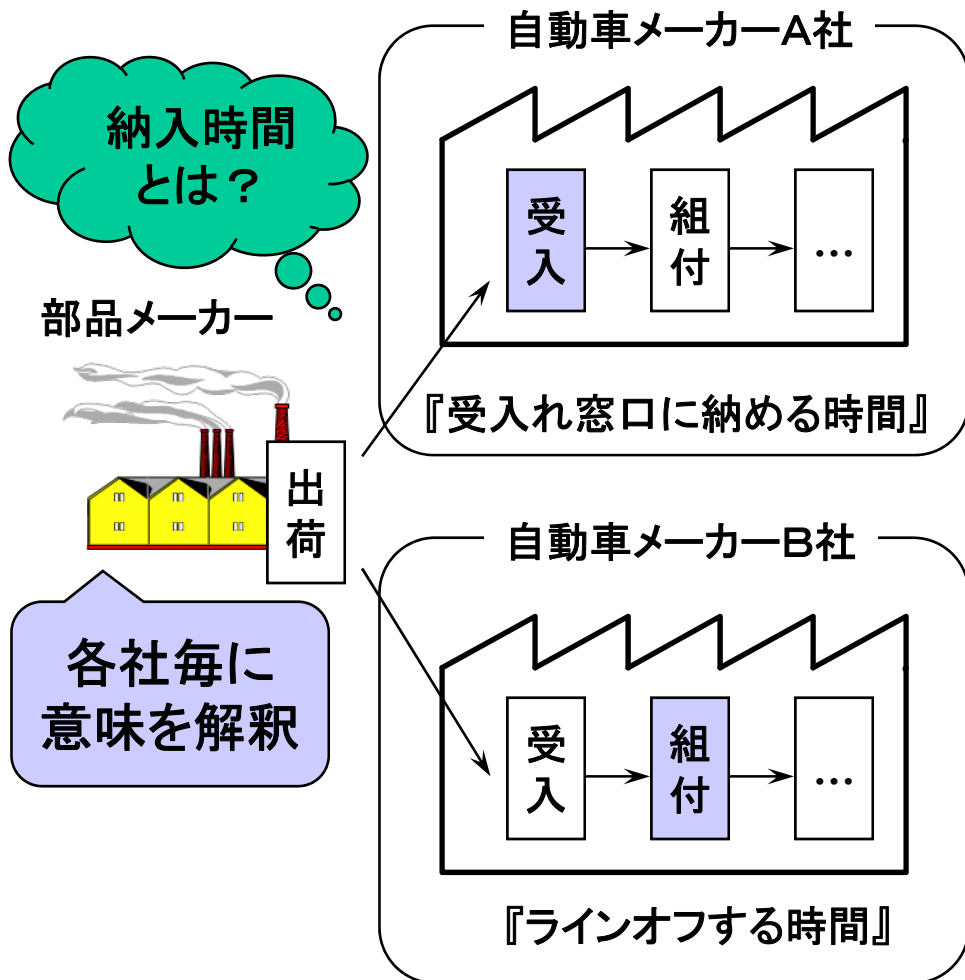 自動車メーカーA社
納入時間
とは？
受入
組付
…
部品メーカー
『受入れ窓口に納める時間』
出荷
自動車メーカーB社
各社毎に
意味を解釈
受入
組付
…
『ラインオフする時間』